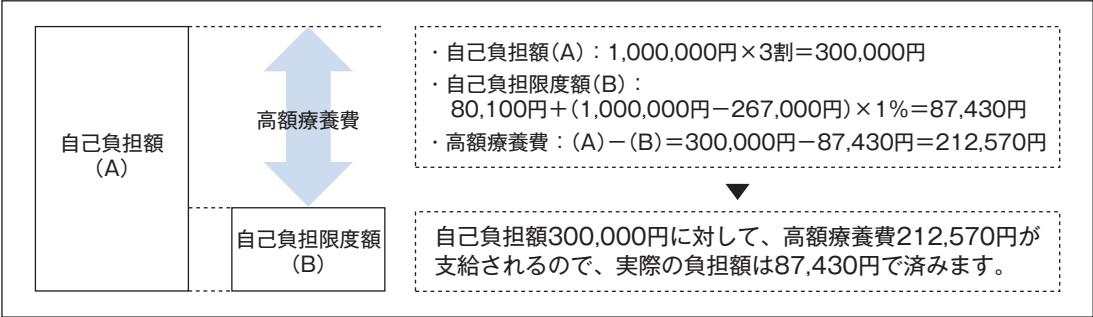 自己負担額
(A)
高額療養費
自己負担限度額
(B)
・自己負担額(A)：1,000,000円×3割＝300,000円
・自己負担限度額(B)：
80,100円＋(1,000,000円－267,000円)×1％＝87,430円
・高額療養費：(A)－(B)＝300,000円－87,430円＝212,570円
自己負担額300,000円に対して、高額療養費212,570円が
支給されるので、実際の負担額は87,430円で済みます。